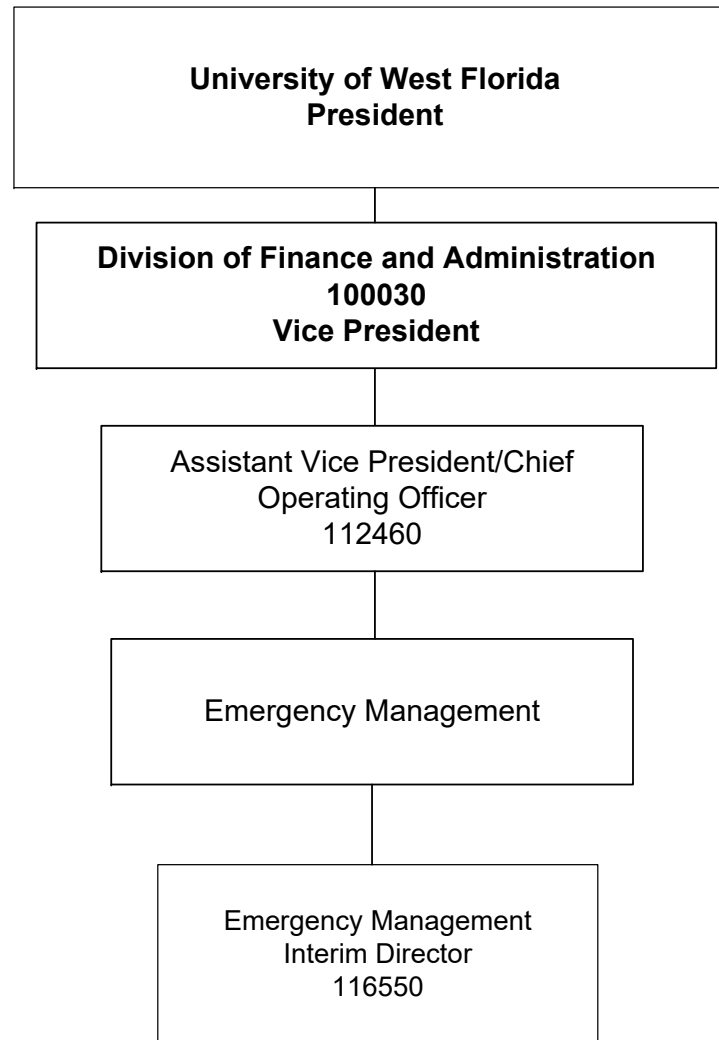 University of West Florida
President
Division of Finance and Administration
100030
Vice President
Assistant Vice President/Chief
Operating Officer
112460
Emergency Management
Emergency Management
Interim Director
116550